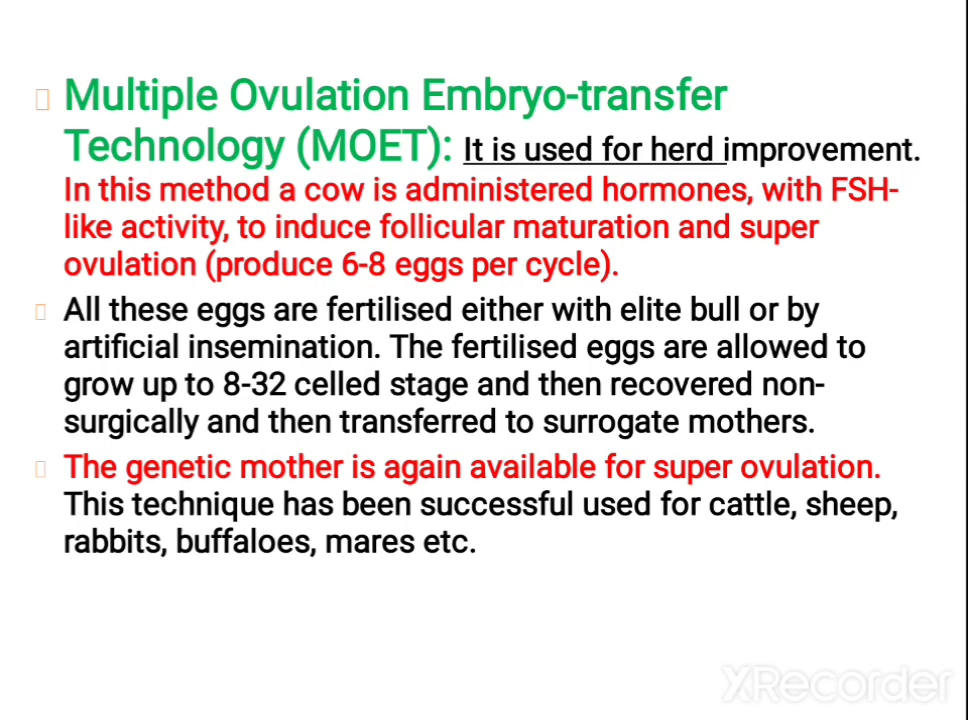 Multiple Ovulation Embryo-transfer
Technology (MOET): It is used for herd improvement.
In this method a cow is administered hormones, with FSH-
like activity, to induce follicular maturation and super
ovulation (produce 6-8 eggs per cycle).
All these eggs are fertilised either with elite bull or by
artificial insemination. The fertilised eggs are allowed to
grow up to 8-32 celled stage and then recovered non-
surgically and then transferred to surrogate mothers.
The genetic mother is again available for super ovulation.
This technique has been successful used for cattle, sheep,
rabbits, buffaloes, mares etc.
XRecorder